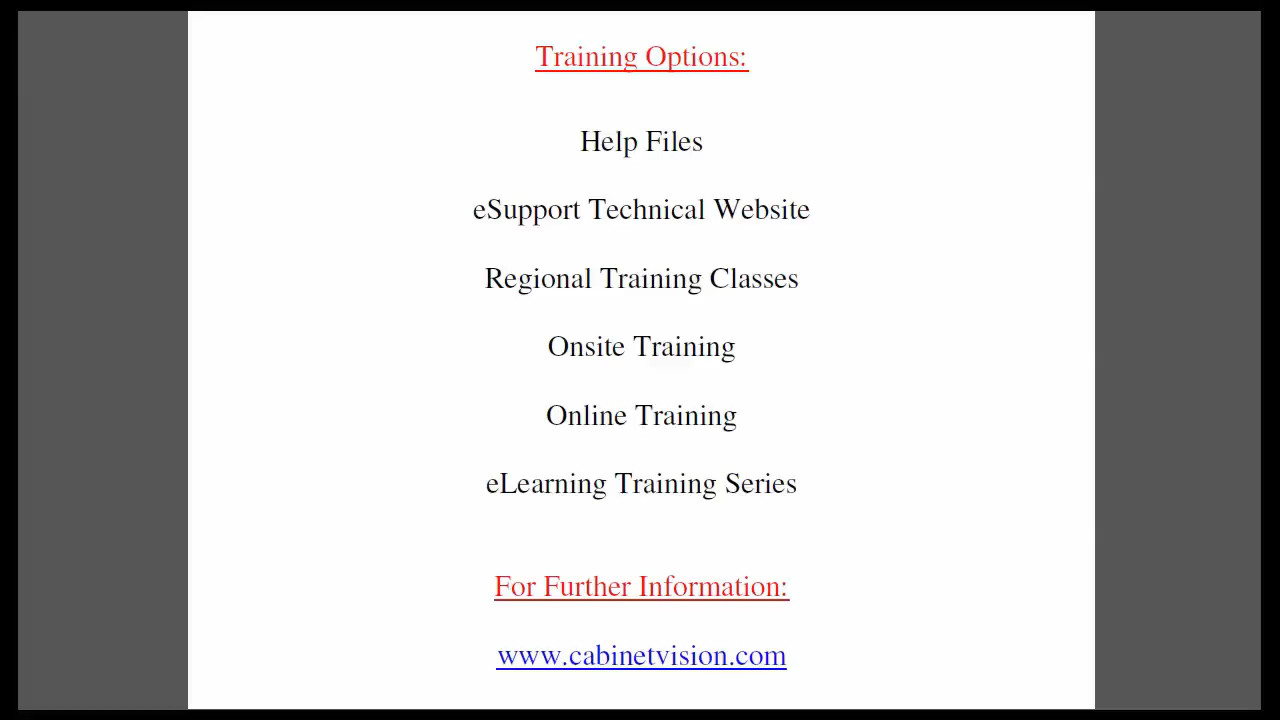 Training Options:
Help Files
eSupport Technical Website
Regional Training Classes
Onsite Training
Online Training
eLearning Training Series
For Further Information:
www.cabinetvision.com